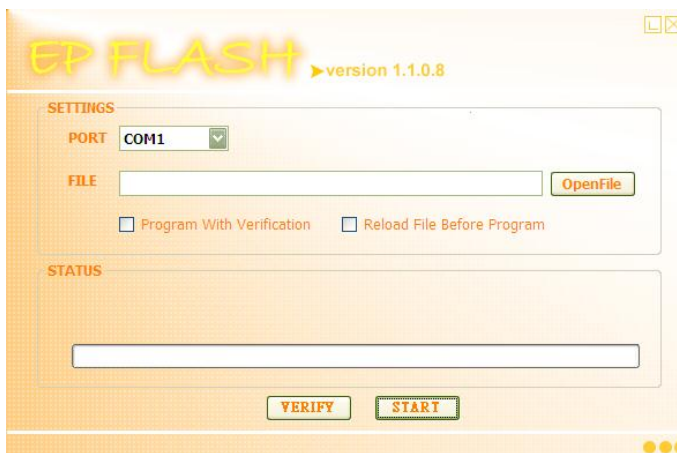 EP FLASH version 1.1.0.8
SETTINGS
PORT COM1
FILE OpenFile
Program With Verification Reload File Before Program
STATUS
VERIFY START